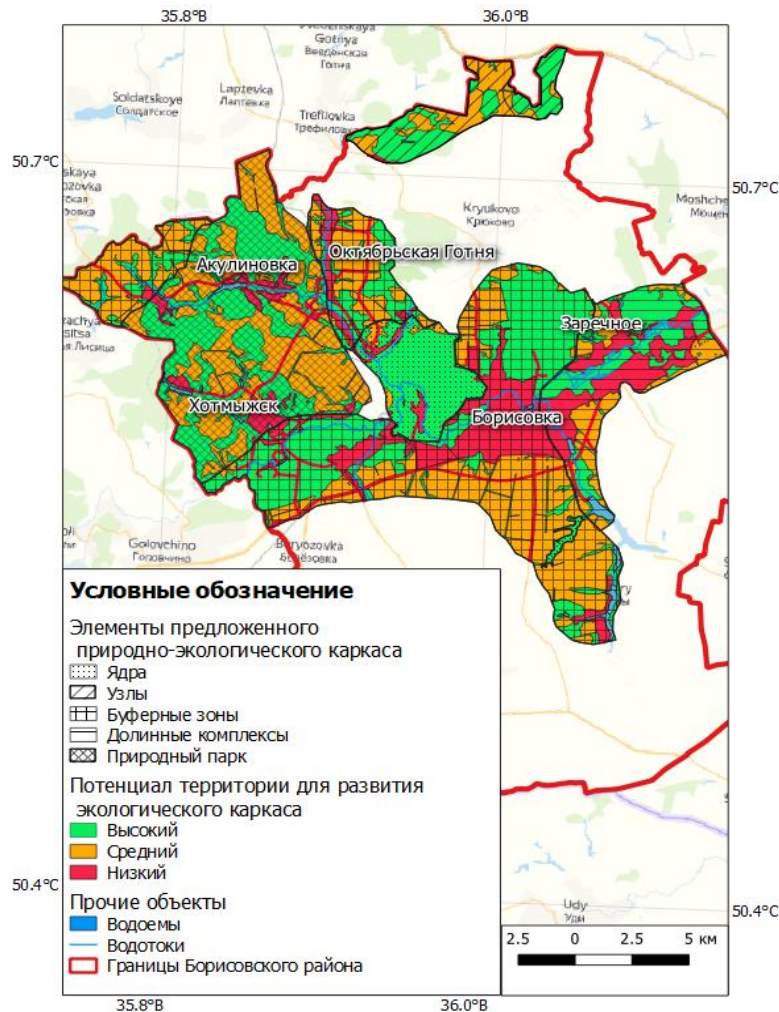 35.8°В
36.0°В
Gotnya
Введенская
Готня
Laptevka
Лаптевка
Soldatskoye
Солдатское
Trefilovka
Трефиловка
50.7°С
50.7°С
Kryukovo
Крюково
Moshche
Мощен
Октябрьская Готня
Акулиновка
Заречное
Хотмыжск
Борисовка
Golovchino
Головчино
Beryozovka
Берёзовка
Условные обозначение
Элементы предложенного
природно-экологического каркаса
Ядра
Узлы
Буферные зоны
Долинные комплексы
Природный парк
Потенциал территории для развития
экологического каркаса
Высокий
Средний
Низкий
Прочие объекты
Водоемы
Водотоки
Границы Борисовского района
50.4°С
50.4°С
Udy
Уды
2.5 0 2.5 5 км
35.8°В
36.0°В